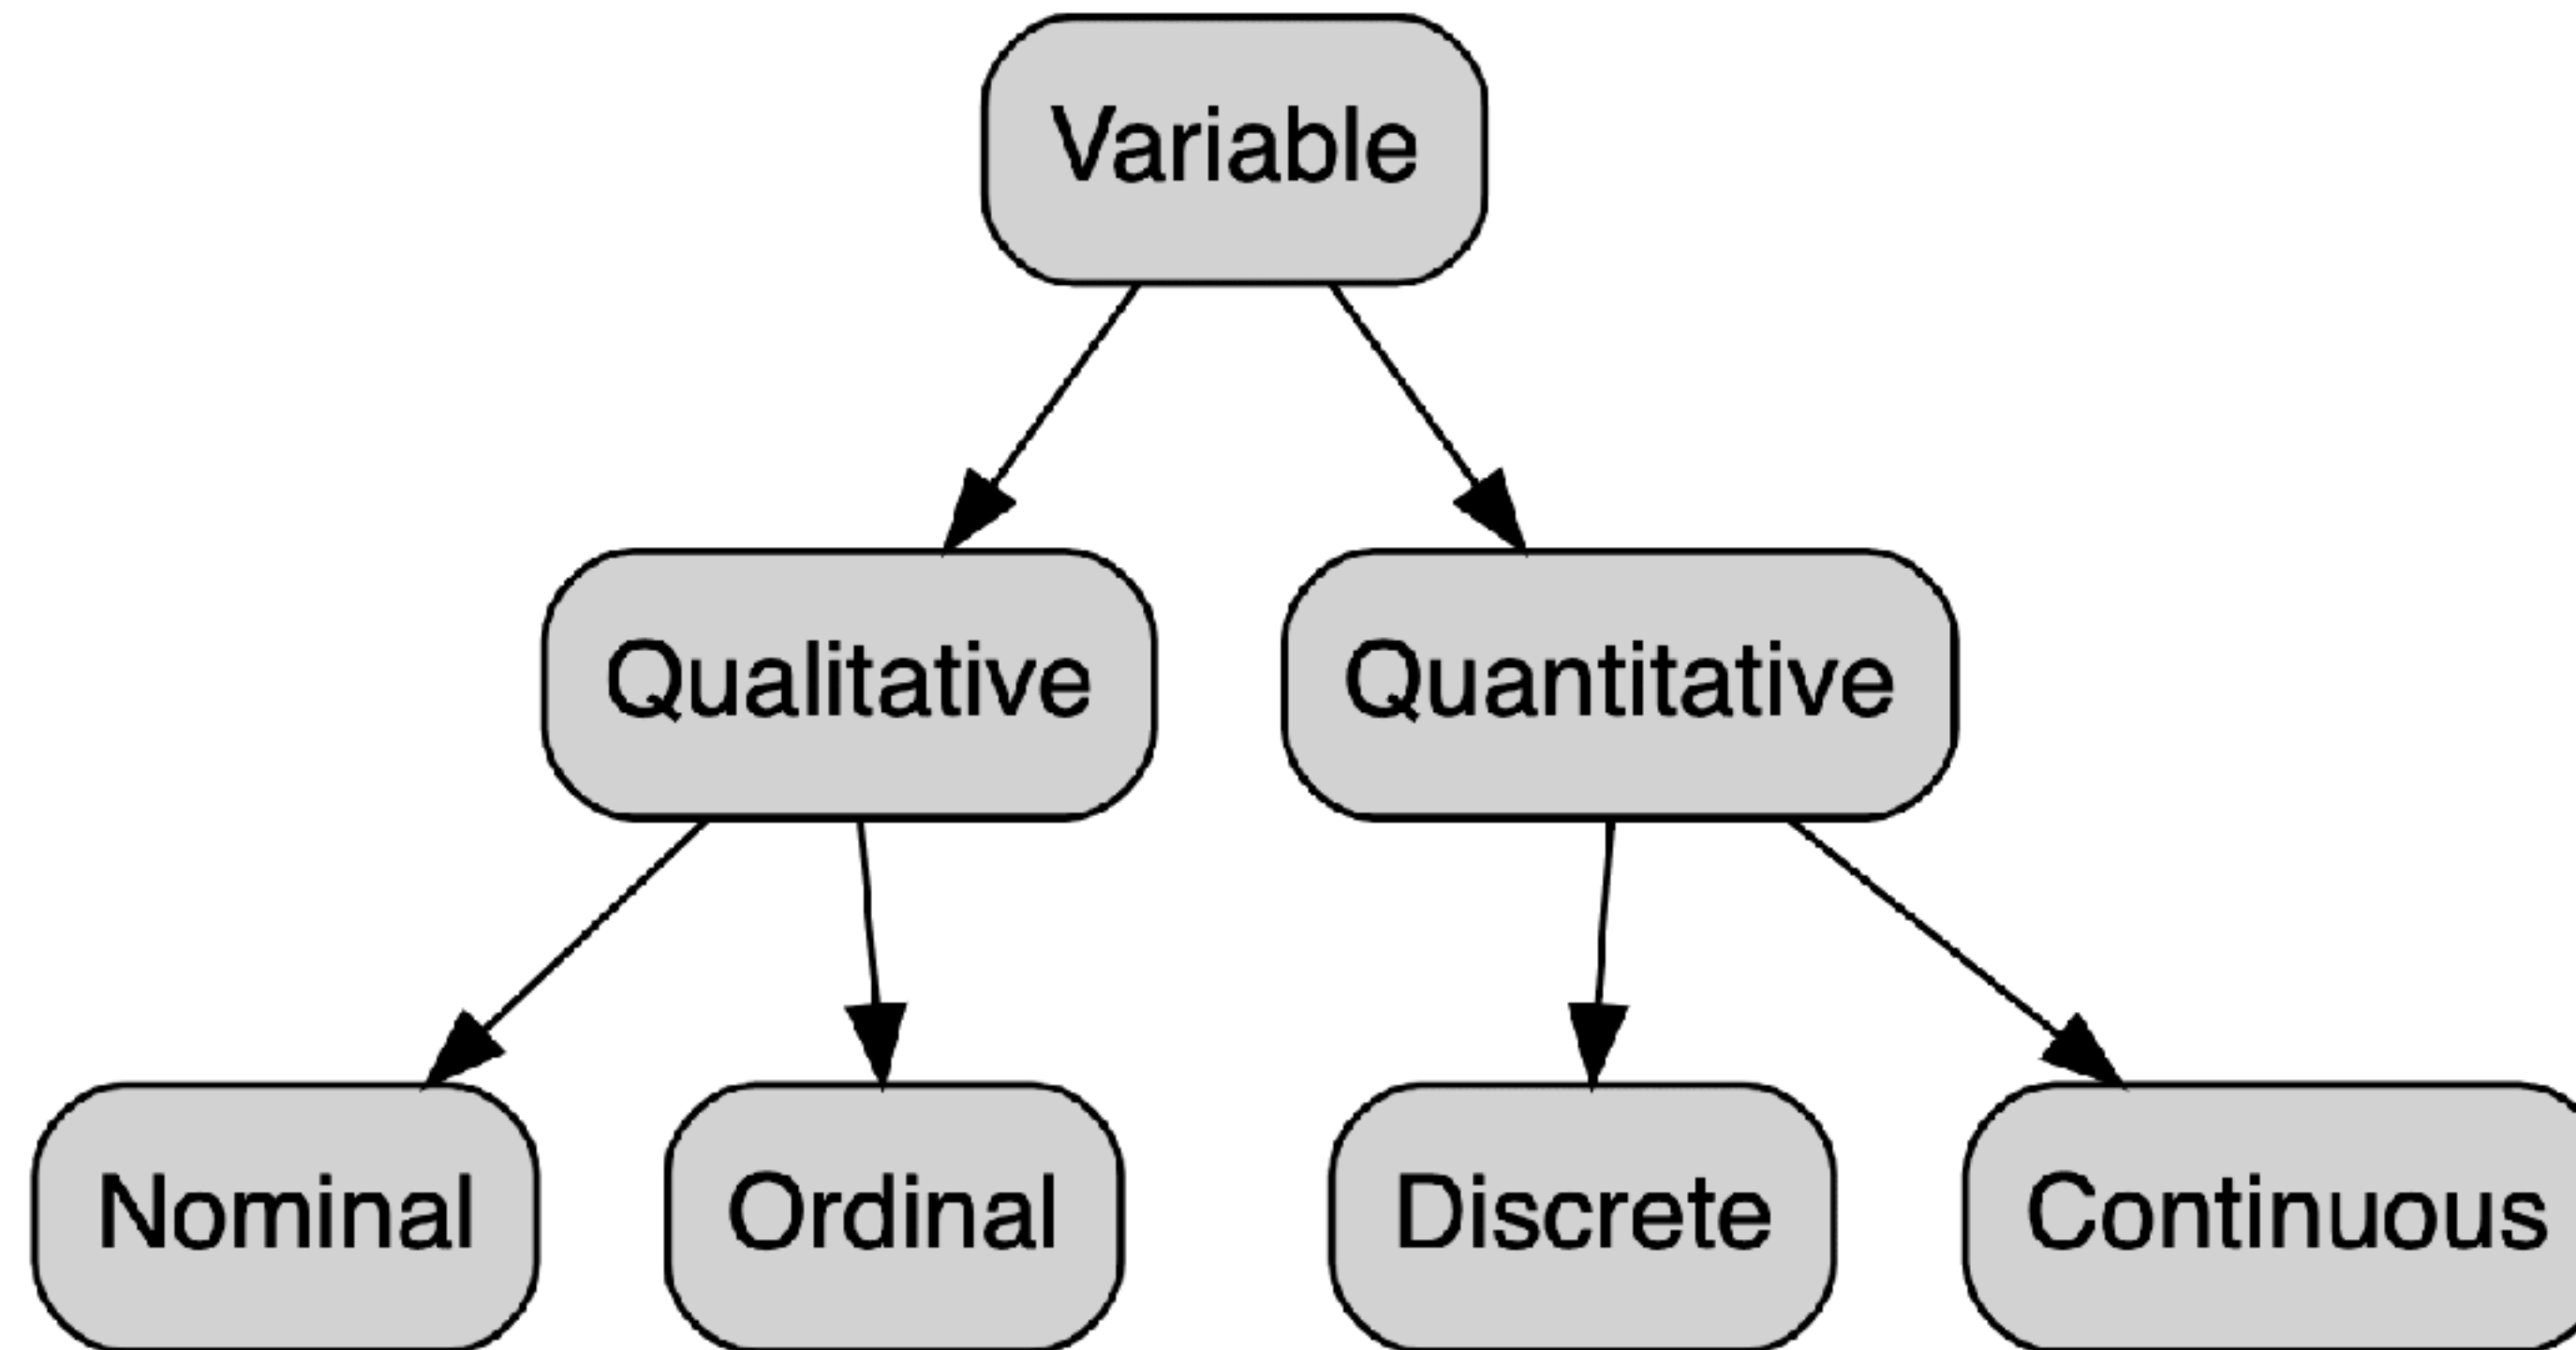 Variable
Qualitative
Quantitative
Nominal
Ordinal
Discrete
Continuous